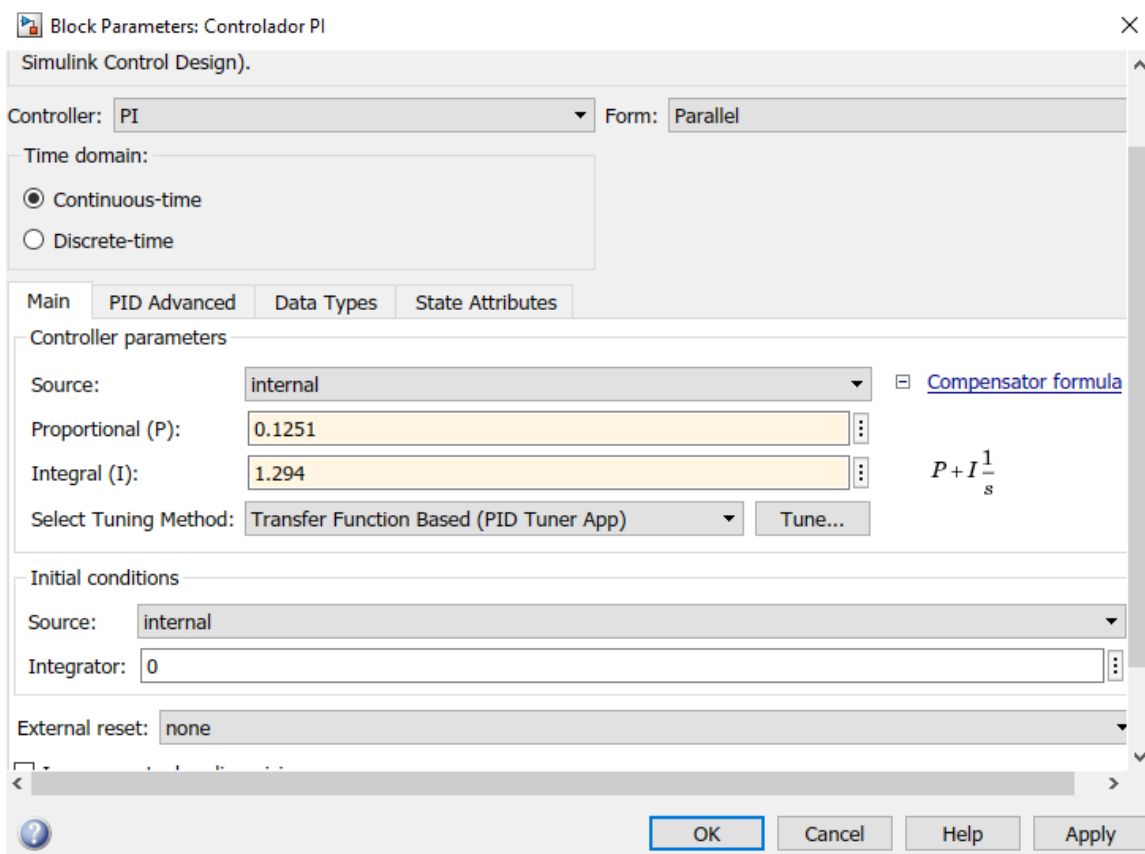 Block Parameters: Controlador PI
Simulink Control Design).
Controller: PI Form: Parallel
Time domain:
Continuous-time
Discrete-time
Main PID Advanced Data Types State Attributes
Controller parameters
Source: internal Compensator formula
Proportional (P): 0.1251
Integral (I): 1.294 P+I1/s
Select Tuning Method: Transfer Function Based (PID Tuner App) Tune...
Initial conditions
Source: internal
Integrator: 0
External reset: none
OK Cancel Help Apply